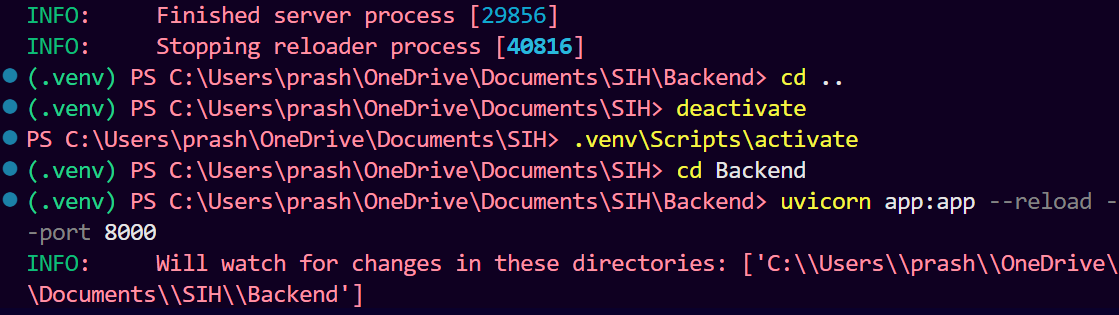 INFO:     Finished server process [29856]
INFO:     Stopping reloader process [40816]
(.venv) PS C:\Users\prash\OneDrive\Documents\SIH\Backend> cd ..
(.venv) PS C:\Users\prash\OneDrive\Documents\SIH> deactivate
PS C:\Users\prash\OneDrive\Documents\SIH> .venv\Scripts\activate
(.venv) PS C:\Users\prash\OneDrive\Documents\SIH> cd Backend
(.venv) PS C:\Users\prash\OneDrive\Documents\SIH\Backend> uvicorn app:app --reload -
-port 8000
INFO:     Will watch for changes in these directories: ['C:\\Users\\prash\\OneDrive\
\Documents\\SIH\\Backend']